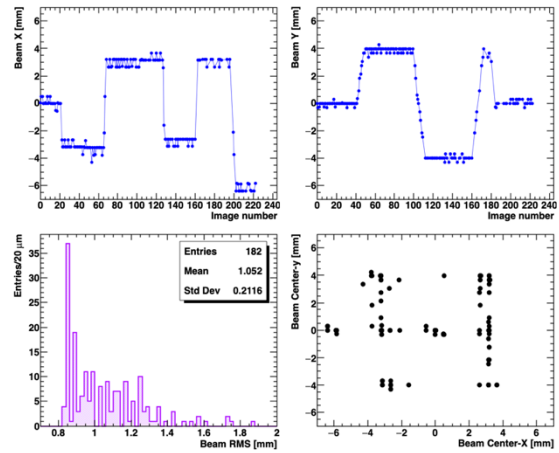 Beam X [mm]
6
4
2
0
−2
−4
−6
0 20 40 60 80 100 120 140 160 180 200 220 240
Image number
Beam Y [mm]
6
4
2
0
−2
−4
−6
0 20 40 60 80 100 120 140 160 180 200 220 240
Image number
Entries/20 μm
40
35
30
25
20
15
10
5
0
0.8 1 1.2 1.4 1.6 1.8 2
Beam RMS [mm]
Entries 182
Mean 1.052
Std Dev 0.2116
Beam Center-y [mm]
6
4
2
0
−2
−4
−6
−6 −4 −2 0 2 4 6
Beam Center-X [mm]